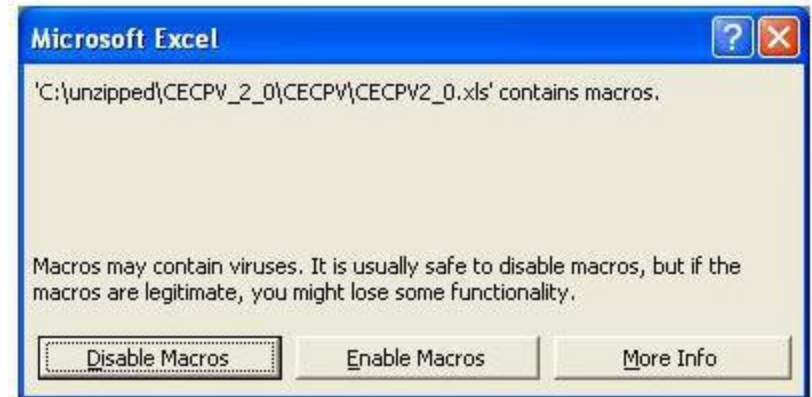 Microsoft Excel
?
'C:\unzipped\CECPV_2_0\CECPV\CECPV2_0.xls' contains macros.
Macros may contain viruses. It is usually safe to disable macros, but if the
macros are legitimate, you might lose some functionality.
Disable Macros
Enable Macros
More Info